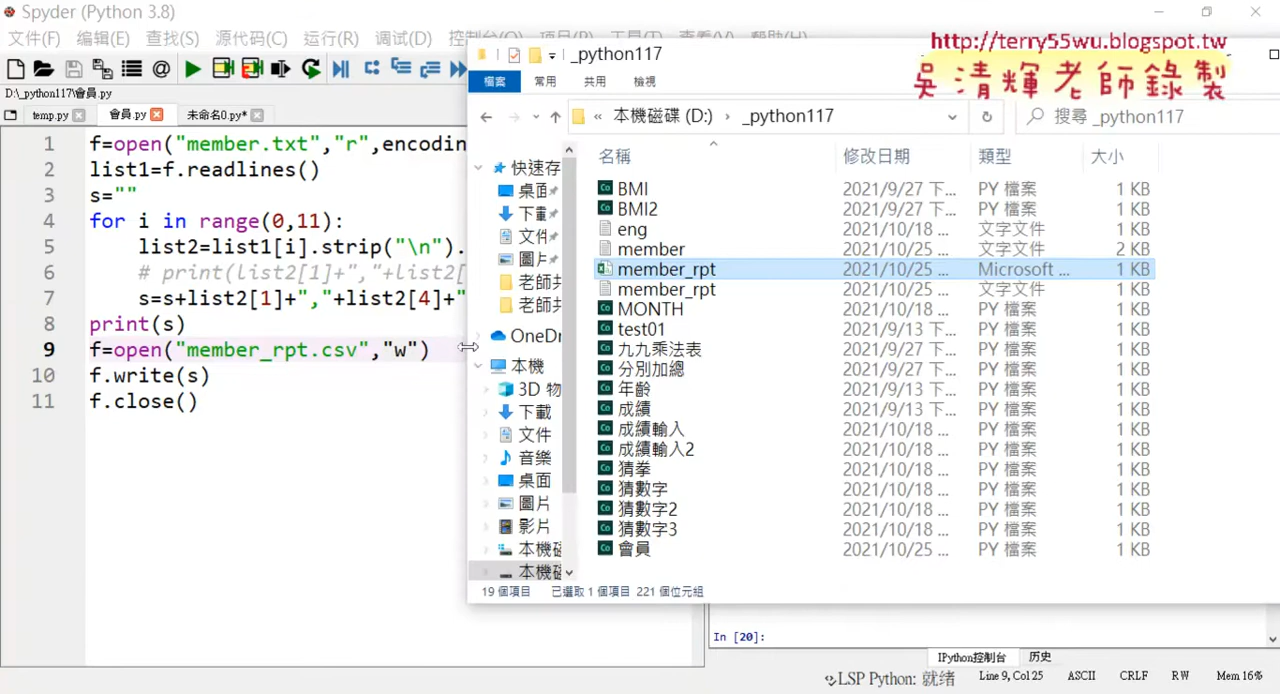 Spyder (Python 3.8)
文件(F) 编辑(E) 查找(S) 源代码(C) 运行(R) 调试(D)
D:\_python117\會員.py
temp.py 會員.py 未命名0.py*
1 f=open("member.txt","r",encodin
2 list1=f.readlines()
3 s=""
4 for i in range(0,11):
5 list2=list1[i].strip("\n").
6 # print(list2[1]+","+list2[
7 s=s+list2[1]+","+list2[4]+"
8 print(s)
9 f=open("member_rpt.csv","w")
10 f.write(s)
11 f.close()
_python117
http://terry55wu.blogspot.tw
吳清輝老師錄製
檔案 常用 共用 檢視
« 本機磁碟 (D:) › _python117
搜尋 _python117
快速存
桌面
下載
文件
圖片
老師共
老師共
OneDr
本機
3D 物
下載
文件
音樂
桌面
圖片
影片
本機磁
本機磁
名稱 修改日期 類型 大小
BMI 2021/9/27 下... PY 檔案 1 KB
BMI2 2021/9/27 下... PY 檔案 1 KB
eng 2021/10/18 ... 文字文件 1 KB
member 2021/10/25 ... 文字文件 2 KB
member_rpt 2021/10/25 ... Microsoft ... 1 KB
member_rpt 2021/10/25 ... 文字文件 1 KB
MONTH 2021/10/18 ... PY 檔案 1 KB
test01 2021/9/13 下... PY 檔案 1 KB
九九乘法表 2021/9/27 下... PY 檔案 1 KB
分別加總 2021/9/27 下... PY 檔案 1 KB
年齡 2021/9/13 下... PY 檔案 1 KB
成績 2021/9/13 下... PY 檔案 1 KB
成績輸入 2021/10/18 ... PY 檔案 1 KB
成績輸入2 2021/10/18 ... PY 檔案 1 KB
猜拳 2021/10/18 ... PY 檔案 1 KB
猜數字 2021/10/18 ... PY 檔案 1 KB
猜數字2 2021/10/18 ... PY 檔案 1 KB
猜數字3 2021/10/18 ... PY 檔案 1 KB
會員 2021/10/25 ... PY 檔案 1 KB
19 個項目 已選取 1 個項目 221 個位元組
In [20]:
IPython控制台 历史
LSP Python: 就绪 Line 9, Col 25 ASCII CRLF RW Mem 16%